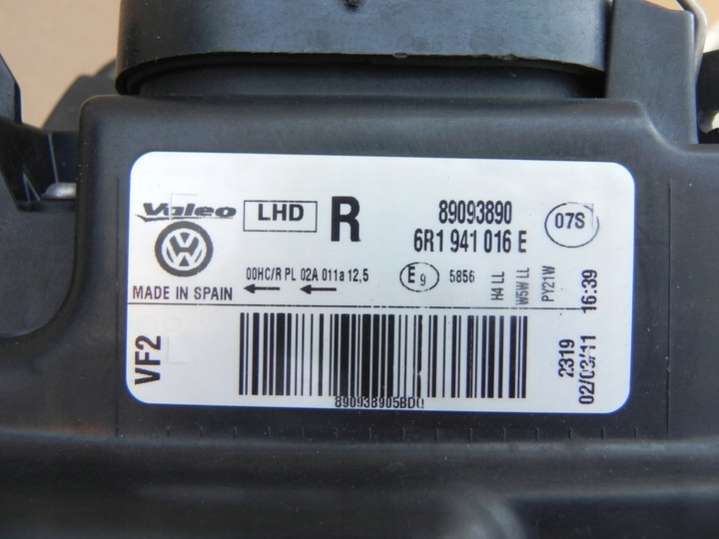 Valeo LHD R 89093890 07S
6R1 941 016 E
00HC/R PL 02A 011a 12,5 E9 5856
H4 LL
W5W LL
PY21W
16:39
MADE IN SPAIN
VF2
2319
02/03/11
890938905BD0